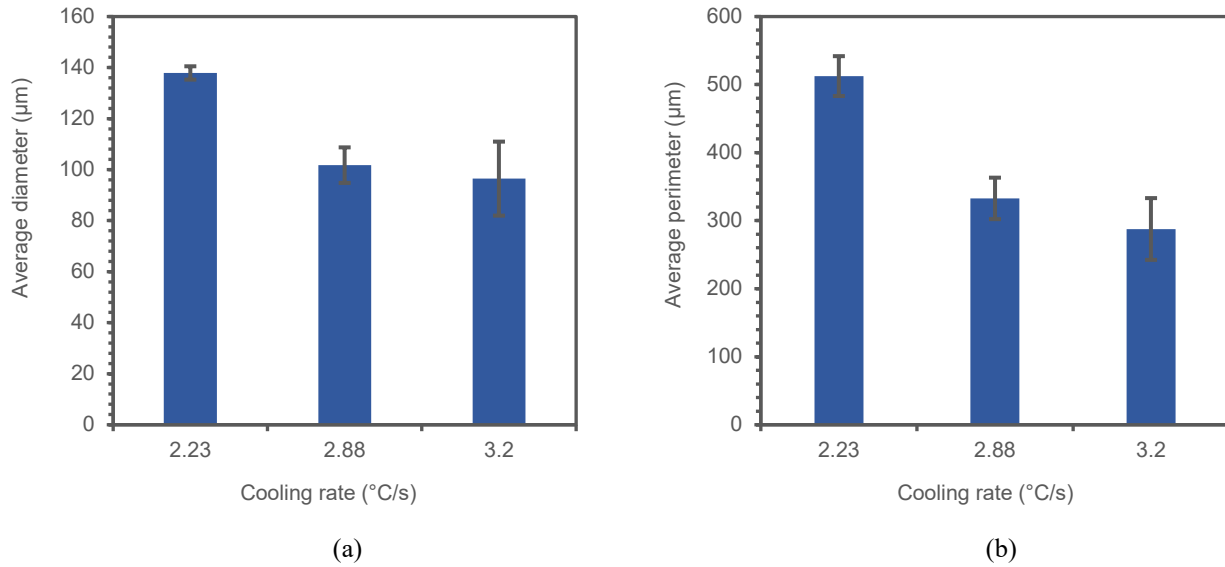 160
140
120
100
80
60
40
20
0
Average diameter (µm)
2.23 2.88 3.2
Cooling rate (°C/s)
(a)
600
500
400
300
200
100
0
Average perimeter (µm)
2.23 2.88 3.2
Cooling rate (°C/s)
(b)